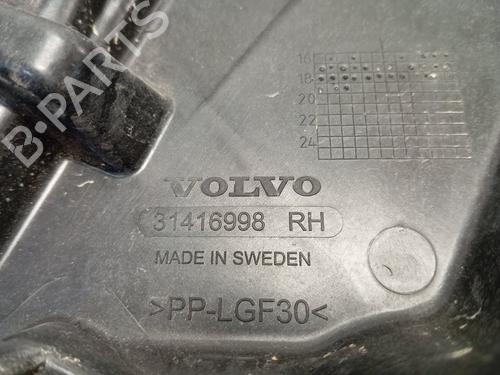 B-PARTS
16
18
20
22
24
VOLVO
31416998 RH
MADE IN SWEDEN
>PP-LGF30<